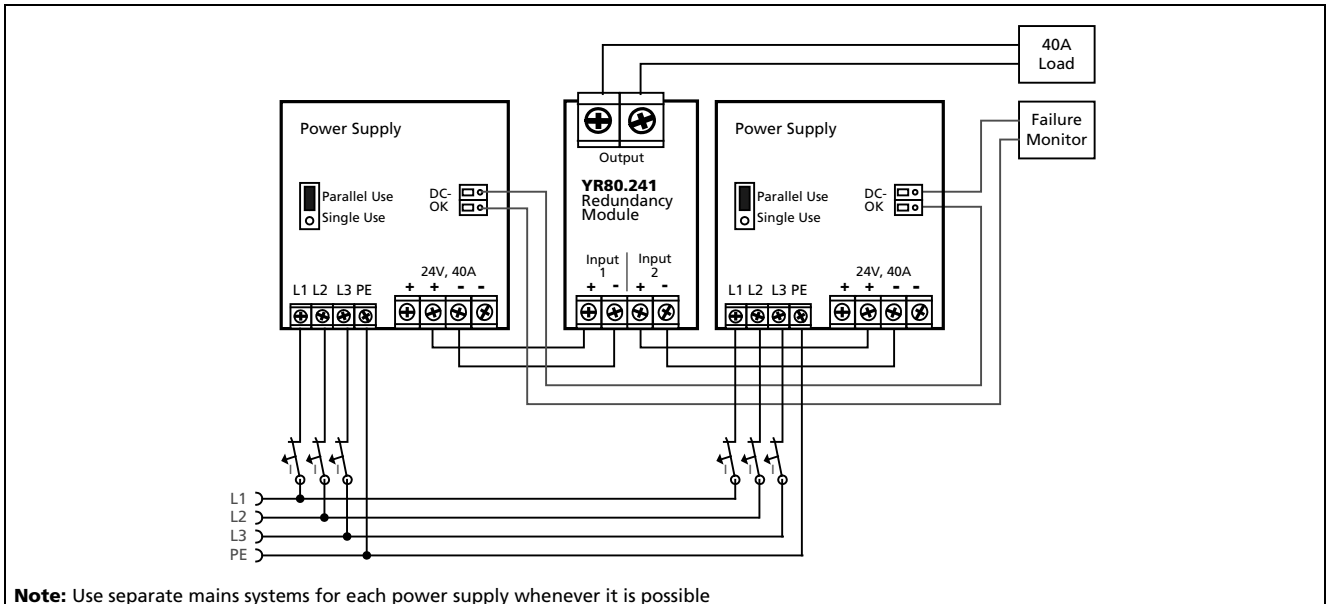 40A
Load
Failure
Monitor
Power Supply
Parallel Use
Single Use
DC-
OK
24V, 40A
+ + - -
L1 L2 L3 PE
Output
YR80.241
Redundancy
Module
Input
1
Input
2
+ - + -
Power Supply
Parallel Use
Single Use
DC-
OK
24V, 40A
+ + - -
L1 L2 L3 PE
I I I
I I I
L1
L2
L3
PE
Note: Use separate mains systems for each power supply whenever it is possible